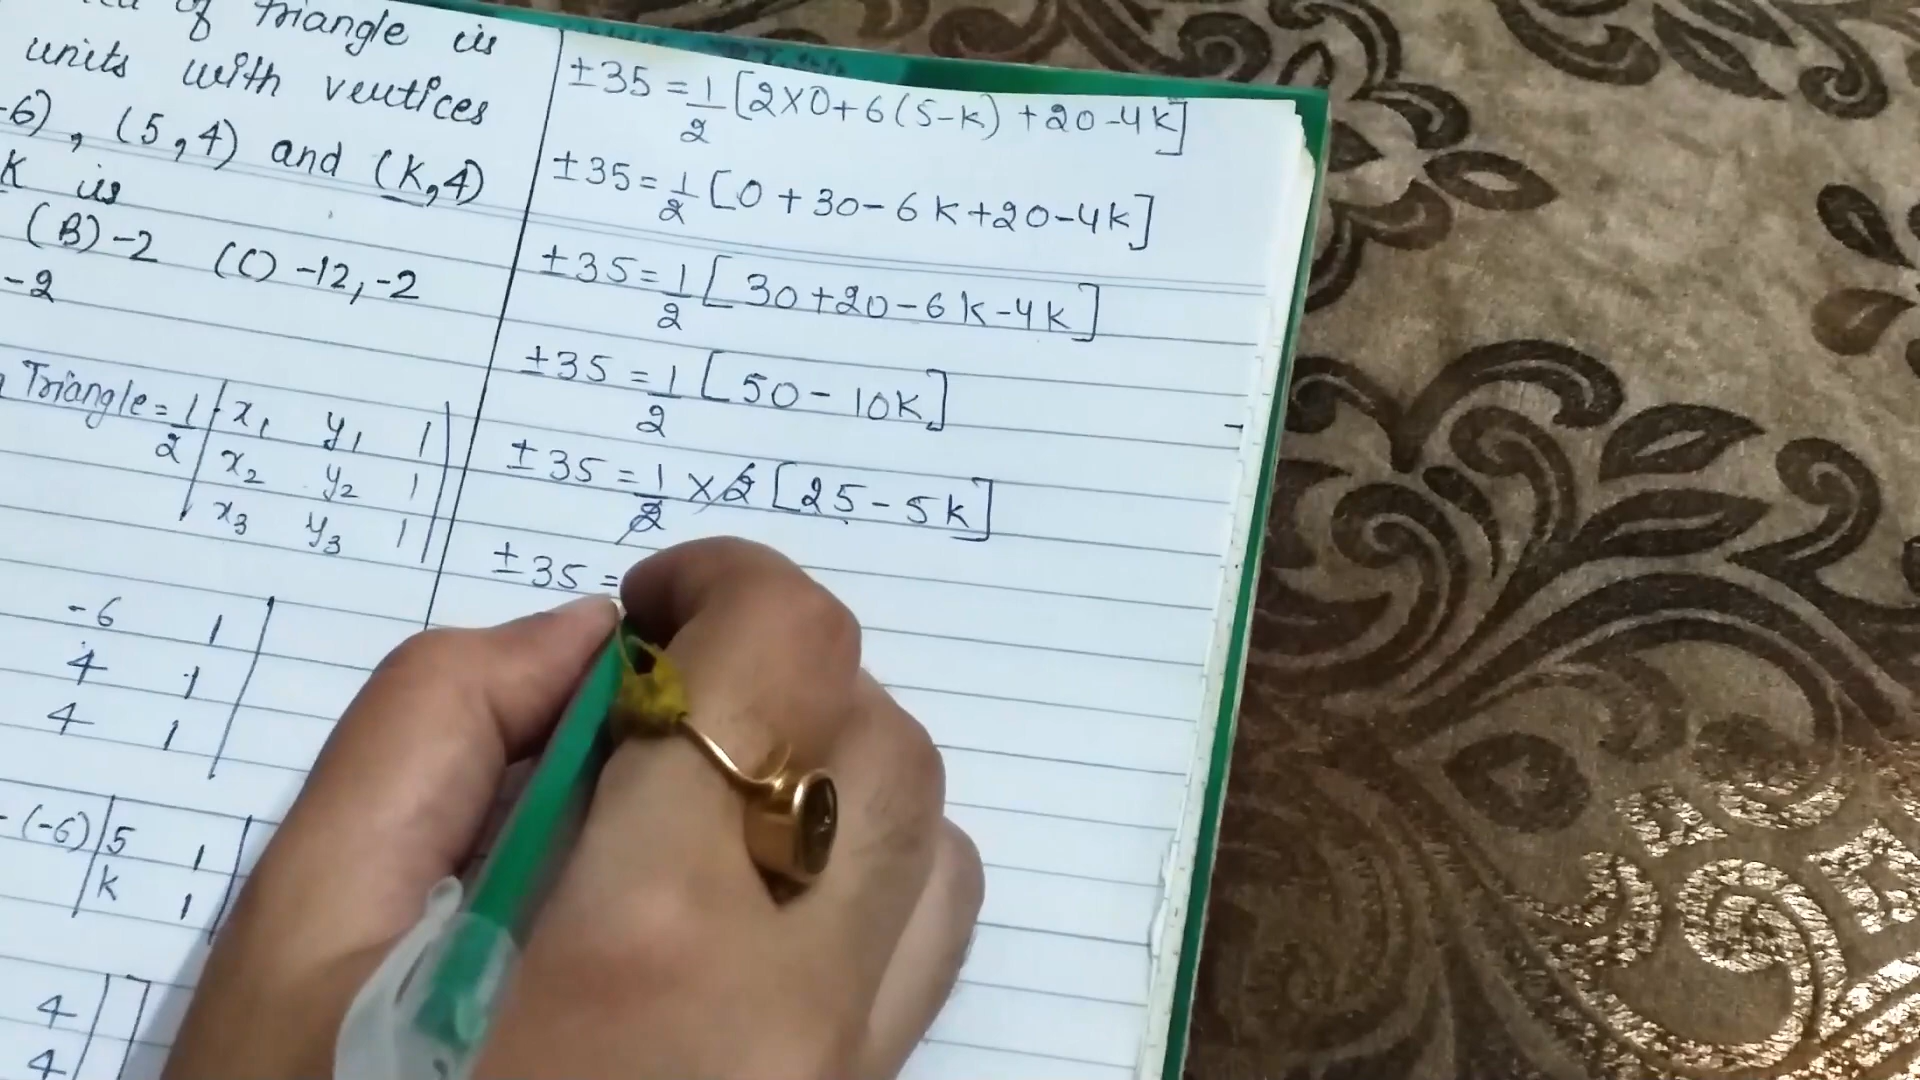 of triangle is
units with vertices
-6), (5,4) and (K,4)
K is
(B) -2 (C) -12, -2
-2
Triangle = 1/2 | x₁ y₁ 1 |
x₂ y₂ 1
x₃ y₃ 1
-6 1
4 1
4 1
- (-6) | 5 1 |
| K 1 |
4
4
±35 = 1/2 [2×0+6(5-K) +20-4K]
±35 = 1/2 [0+30-6K+20-4K]
±35 = 1/2 [30+20-6K-4K]
±35 = 1/2 [50-10K]
±35 = 1/2 ×2 [25-5K]
±35 =